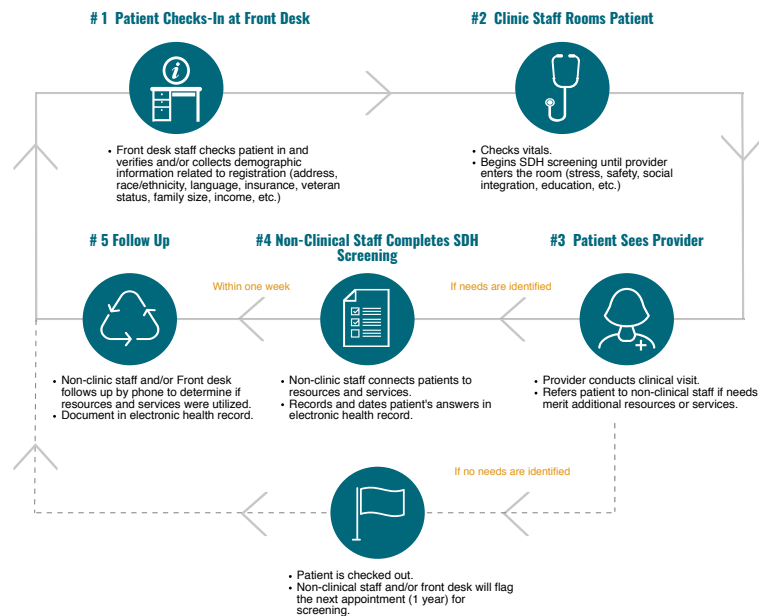 # 1 Patient Checks-In at Front Desk
#2 Clinic Staff Rooms Patient
i
• Front desk staff checks patient in and
verifies and/or collects demographic
information related to registration (address,
race/ethnicity, language, insurance, veteran
status, family size, income, etc.)
• Checks vitals.
• Begins SDH screening until provider
enters the room (stress, safety, social
integration, education, etc.)
# 5 Follow Up
#4 Non-Clinical Staff Completes SDH
Screening
#3 Patient Sees Provider
Within one week
If needs are identified
• Non-clinic staff and/or Front desk
follows up by phone to determine if
resources and services were utilized.
• Document in electronic health record.
• Non-clinic staff connects patients to
resources and services.
• Records and dates patient's answers in
electronic health record.
• Provider conducts clinical visit.
• Refers patient to non-clinical staff if needs
merit additional resources or services.
If no needs are identified
• Patient is checked out.
• Non-clinical staff and/or front desk will flag
the next appointment (1 year) for
screening.